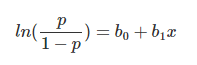 ln(p/(1−p)) = b₀ + b₁x